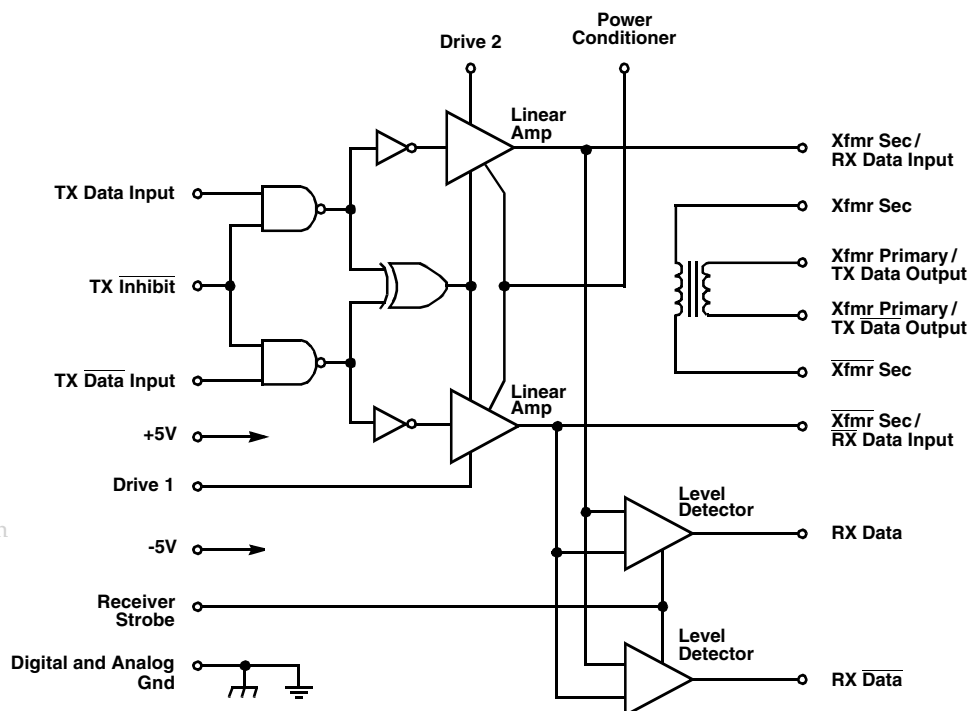 Power
Conditioner
Drive 2
Linear
Amp
Xfmr Sec /
RX Data Input
TX Data Input
Xfmr Sec
Xfmr Primary /
TX Data Output
TX Inhibit
Xfmr Primary /
TX Data Output
TX Data Input
Xfmr Sec
Linear
Amp
Xfmr Sec /
RX Data Input
+5V
Drive 1
Level
Detector
RX Data
-5V
Receiver
Strobe
Level
Detector
Digital and Analog
Gnd
RX Data